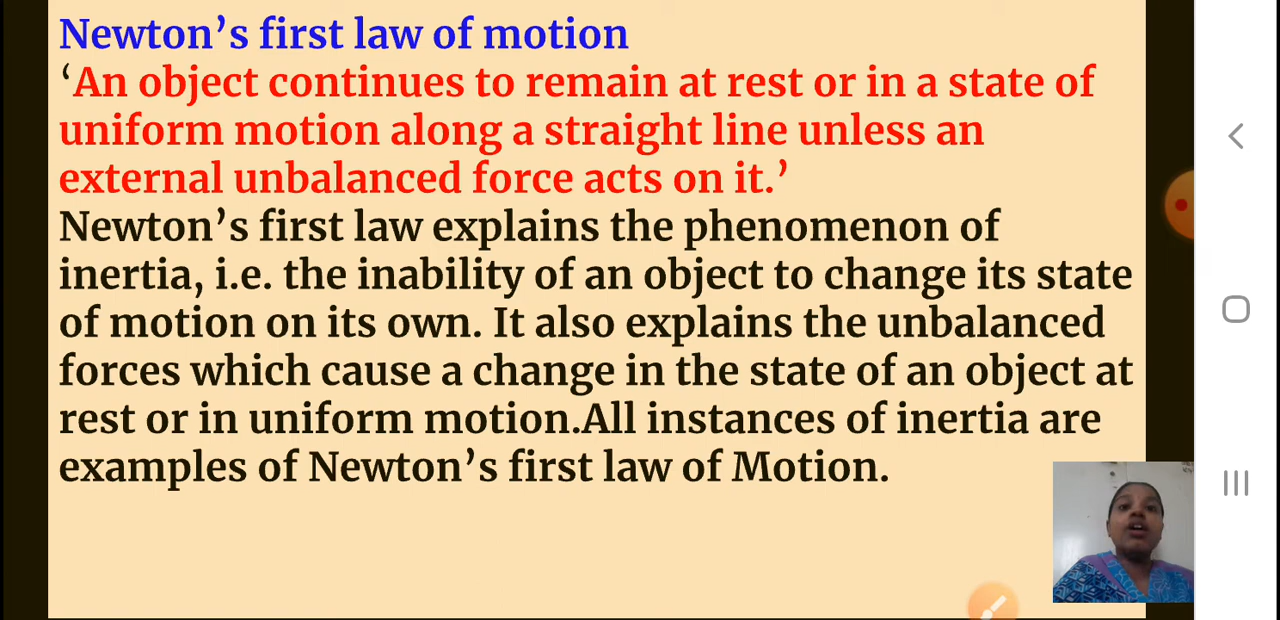 Newton’s first law of motion
‘An object continues to remain at rest or in a state of
uniform motion along a straight line unless an
external unbalanced force acts on it.’
Newton’s first law explains the phenomenon of
inertia, i.e. the inability of an object to change its state
of motion on its own. It also explains the unbalanced
forces which cause a change in the state of an object at
rest or in uniform motion.All instances of inertia are
examples of Newton’s first law of Motion.